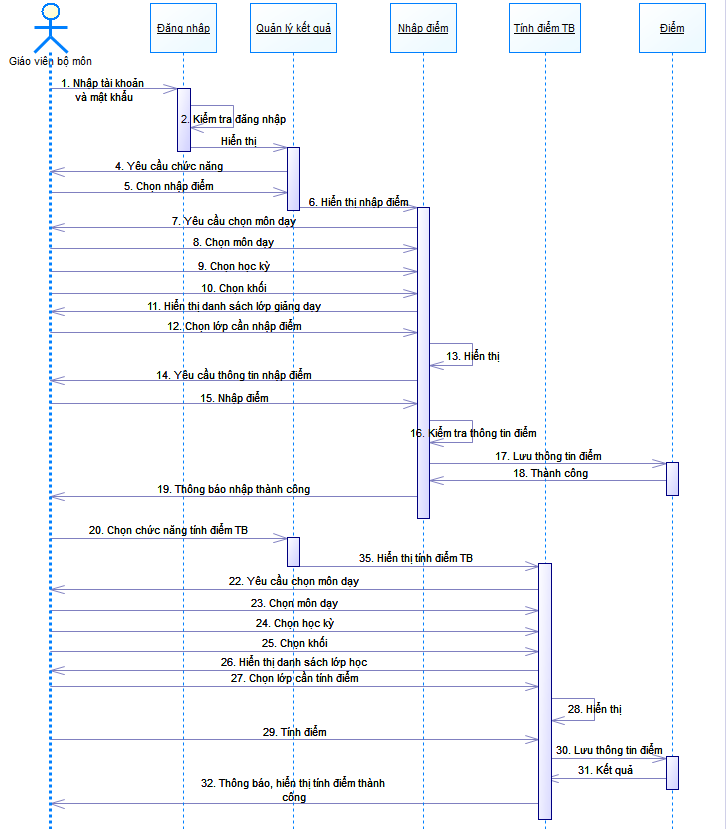 Đăng nhập
Quản lý kết quả
Nhập điểm
Tính điểm TB
Điểm
Giáo viên bộ môn
1. Nhập tài khoản
và mật khẩu
2. Kiểm tra đăng nhập
Hiển thị
4. Yêu cầu chức năng
5. Chọn nhập điểm
6. Hiển thị nhập điểm
7. Yêu cầu chọn môn dạy
8. Chọn môn dạy
9. Chọn học kỳ
10. Chọn khối
11. Hiển thị danh sách lớp giảng dạy
12. Chọn lớp cần nhập điểm
13. Hiển thị
14. Yêu cầu thông tin nhập điểm
15. Nhập điểm
16. Kiểm tra thông tin điểm
17. Lưu thông tin điểm
18. Thành công
19. Thông báo nhập thành công
20. Chọn chức năng tính điểm TB
35. Hiển thị tính điểm TB
22. Yêu cầu chọn môn dạy
23. Chọn môn dạy
24. Chọn học kỳ
25. Chọn khối
26. Hiển thị danh sách lớp học
27. Chọn lớp cần tính điểm
28. Hiển thị
29. Tính điểm
30. Lưu thông tin điểm
31. Kết quả
32. Thông báo, hiển thị tính điểm thành
công